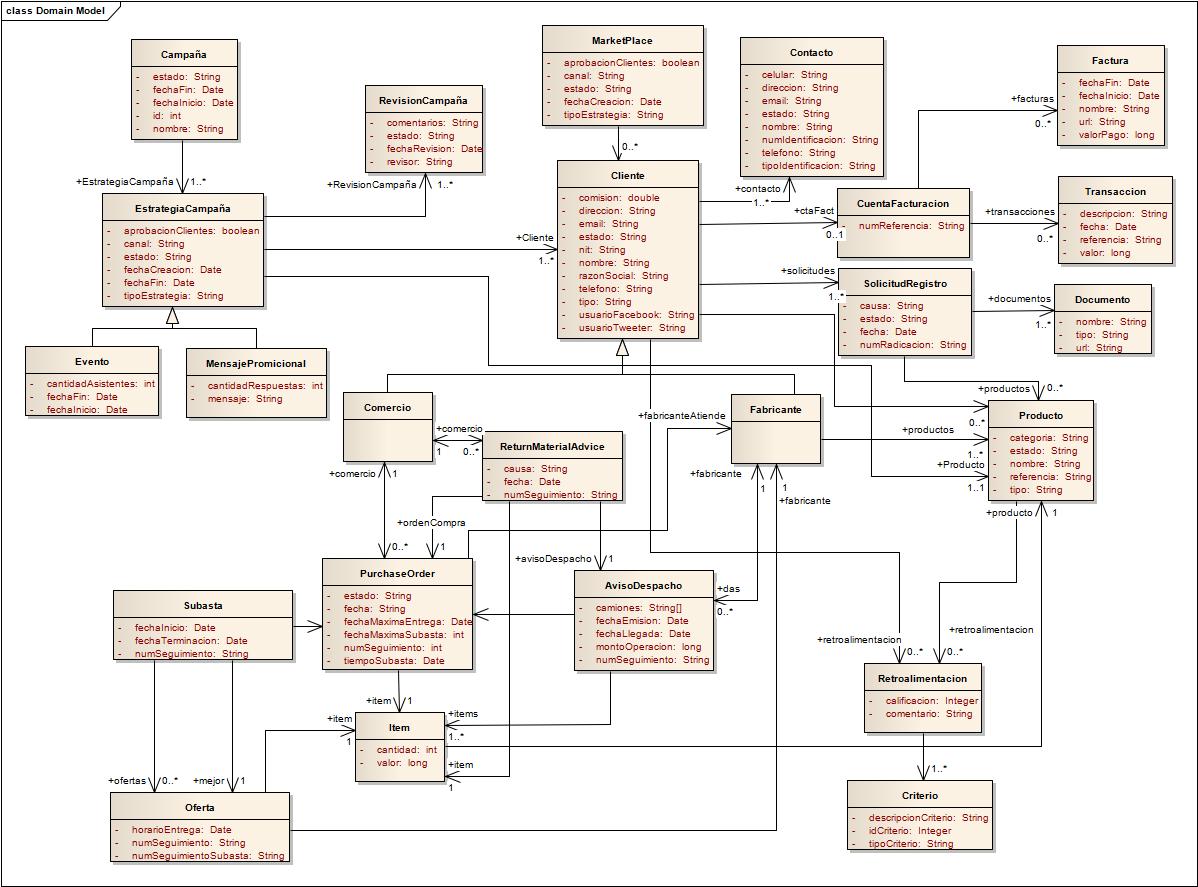 class Domain Model
Campaña
- estado: String
- fechaFin: Date
- fechaInicio: Date
- id: int
- nombre: String
RevisionCampaña
- comentarios: String
- estado: String
- fechaRevision: Date
- revisor: String
MarketPlace
- aprobacionClientes: boolean
- canal: String
- estado: String
- fechaCreacion: Date
- tipoEstrategia: String
Contacto
- celular: String
- direccion: String
- email: String
- estado: String
- nombre: String
- numIdentificacion: String
- telefono: String
- tipoIdentificacion: String
Factura
- fechaFin: Date
- fechaInicio: Date
- nombre: String
- url: String
- valorPago: long
+facturas
0..*
+EstrategiaCampaña
1..*
+RevisionCampaña
1..*
0..*
EstrategiaCampaña
- aprobacionClientes: boolean
- canal: String
- estado: String
- fechaCreacion: Date
- fechaFin: Date
- tipoEstrategia: String
+Cliente
1..*
Cliente
- comision: double
- direccion: String
- email: String
- estado: String
- nit: String
- nombre: String
- razonSocial: String
- telefono: String
- tipo: String
- usuarioFacebook: String
- usuarioTweeter: String
+contacto
1..*
+ctaFact
0..1
CuentaFacturacion
- numReferencia: String
+transacciones
0..*
Transaccion
- descripcion: String
- fecha: Date
- referencia: String
- valor: long
+solicitudes
1..*
SolicitudRegistro
- causa: String
- estado: String
- fecha: Date
- numRadicacion: String
+documentos
1..*
Documento
- nombre: String
- tipo: String
- url: String
Evento
- cantidadAsistentes: int
- fechaFin: Date
- fechaInicio: Date
MensajePromicional
- cantidadRespuestas: int
- mensaje: String
Comercio
+comercio
1
0..*
+comercio
1
ReturnMaterialAdvice
- causa: String
- fecha: Date
- numSeguimiento: String
+fabricanteAtiende
Fabricante
+productos
0..*
0..*
+productos
1..*
+Producto
1..1
Producto
- categoria: String
- estado: String
- nombre: String
- referencia: String
- tipo: String
+fabricante
1
1
+fabricante
+producto
1
+ordenCompra
0..*
1
+avisoDespacho
1
PurchaseOrder
- estado: String
- fecha: String
- fechaMaximaEntrega: Date
- fechaMaximaSubasta: int
- numSeguimiento: int
- tiempoSubasta: Date
AvisoDespacho
- camiones: String[]
- fechaEmision: Date
- fechaLlegada: Date
- montoOperacion: long
- numSeguimiento: String
+das
0..*
Subasta
- fechaInicio: Date
- fechaTerminacion: Date
- numSeguimiento: String
+retroalimentacion
0..*
+retroalimentacion
0..*
Retroalimentacion
- calificacion: Integer
- comentario: String
+item
1
+item
1
+items
1..*
+item
1
Item
- cantidad: int
- valor: long
+ofertas
0..*
+mejor
1
1..*
Oferta
- horarioEntrega: Date
- numSeguimiento: String
- numSeguimientoSubasta: String
Criterio
- descripcionCriterio: String
- idCriterio: Integer
- tipoCriterio: String